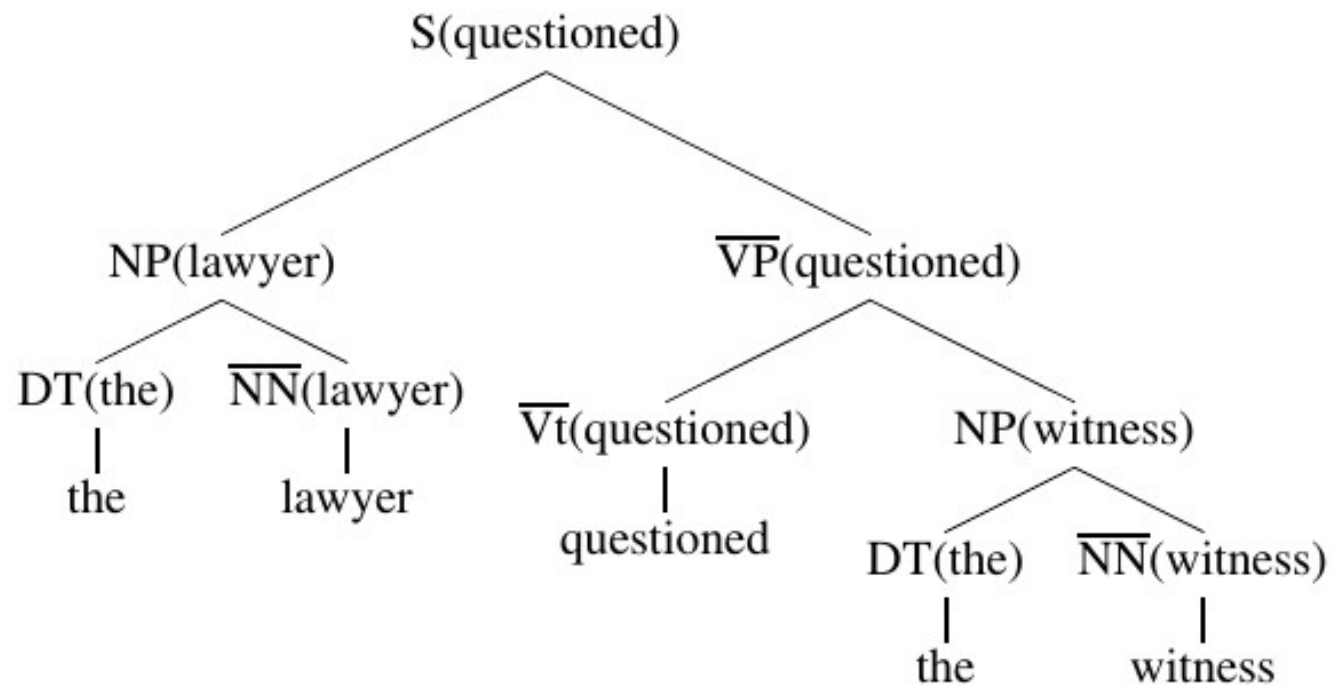 S(questioned)
NP(lawyer) V̅P̅(questioned)
DT(the) N̅N̅(lawyer)
V̅t̅(questioned) NP(witness)
the lawyer
questioned
DT(the) N̅N̅(witness)
the witness